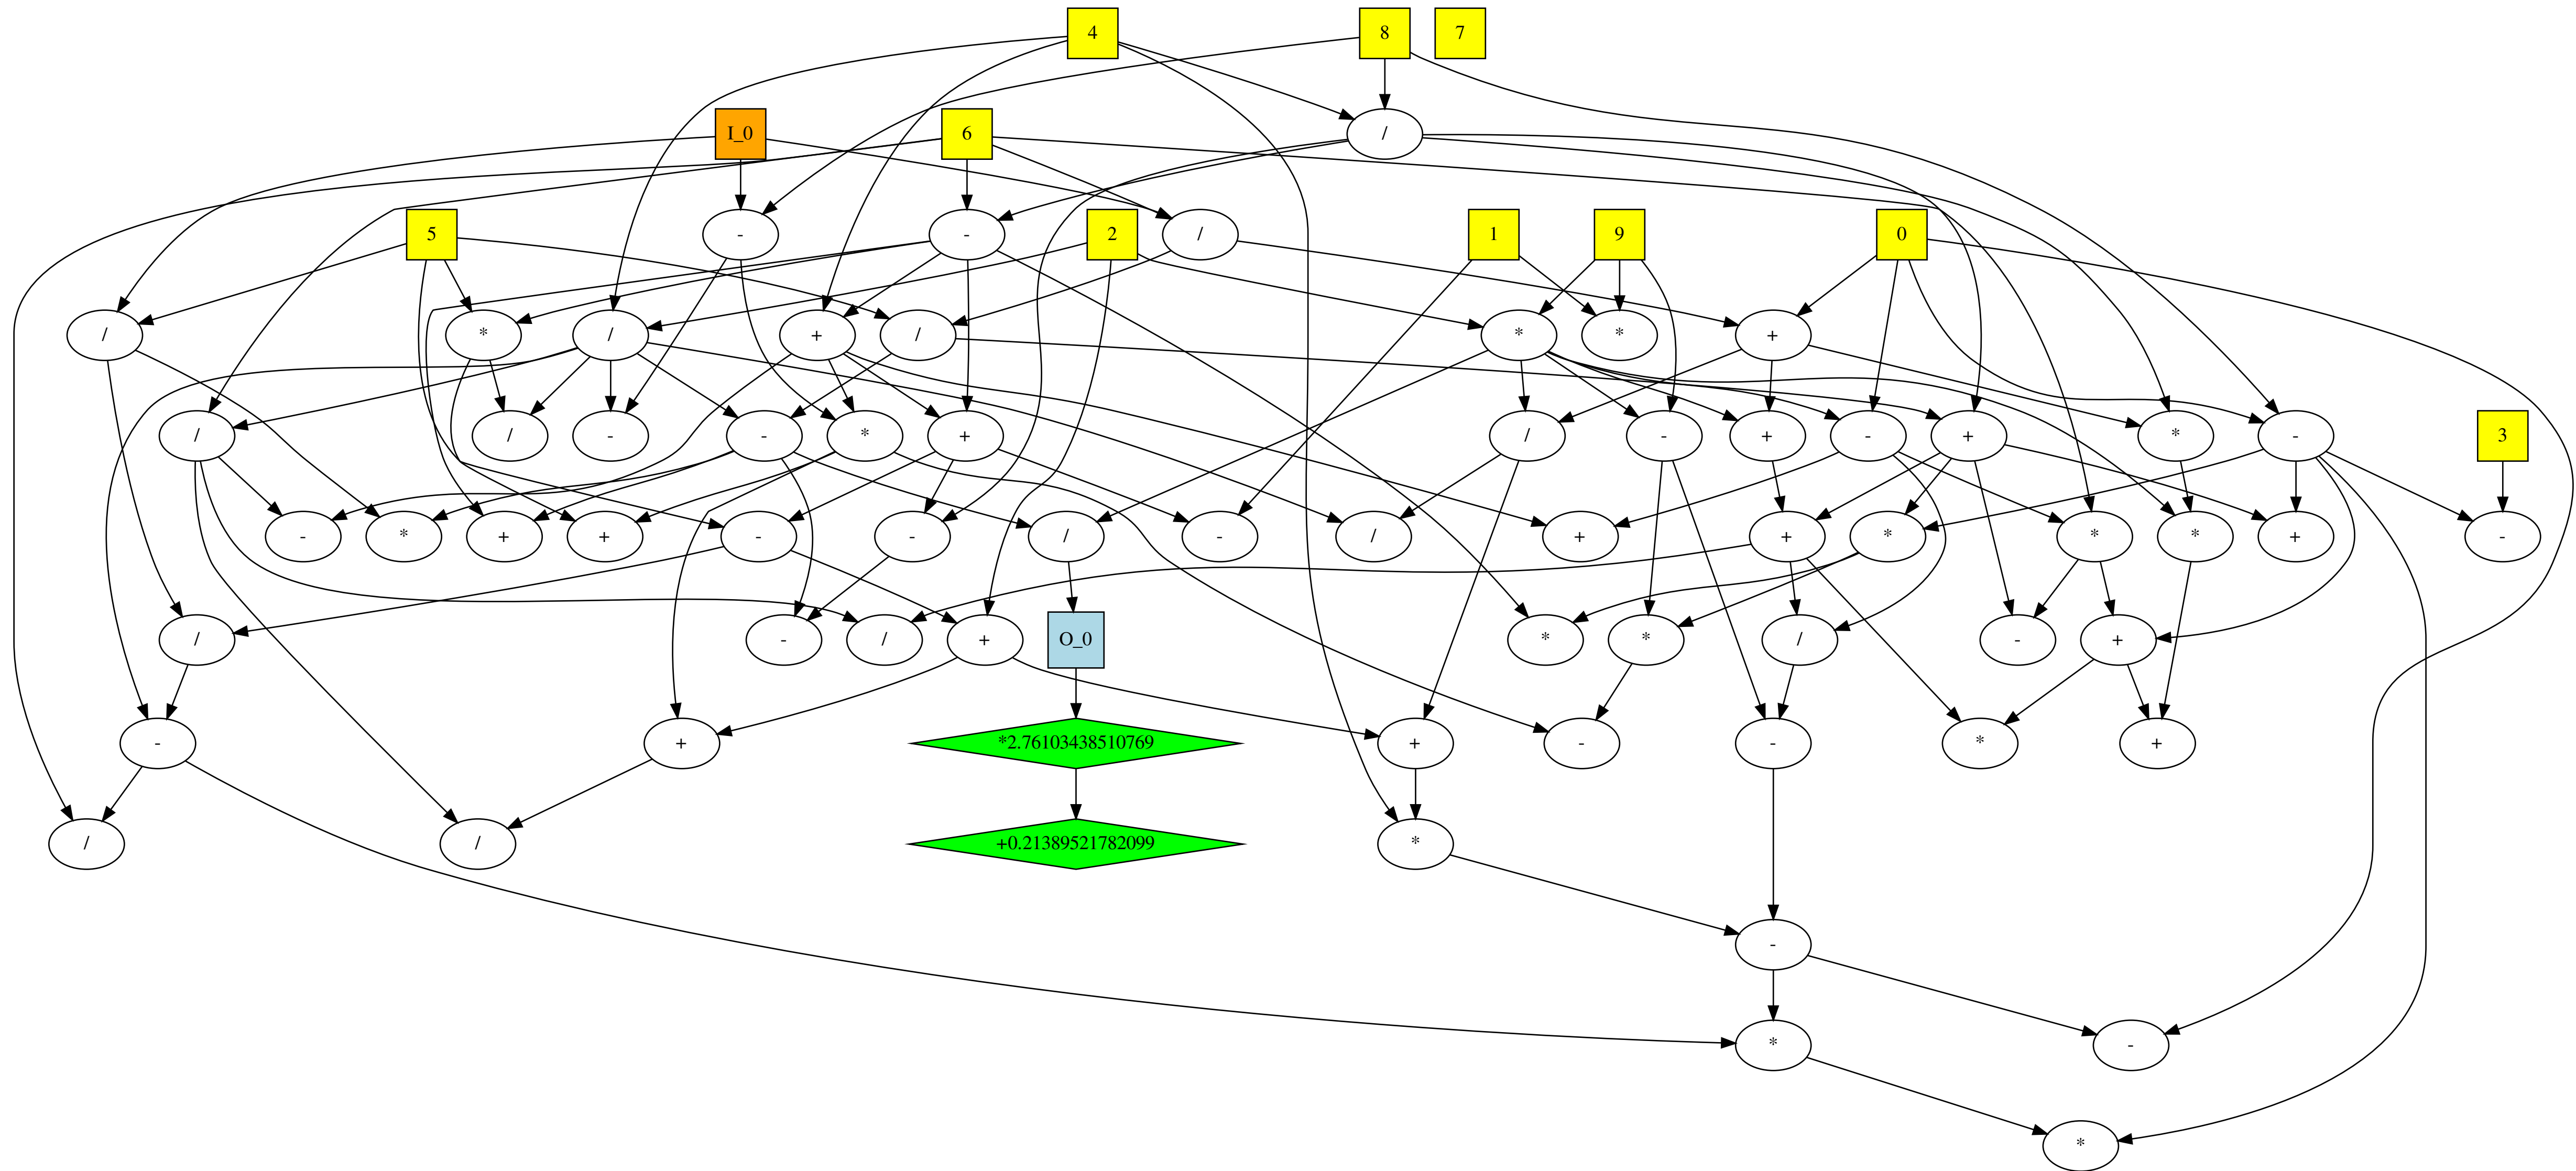 4 8 7
I_0 6 /
5 - - 2 / 1 9 0
/ * / + / * * +
/ / - - * + / - + - + * - 3
- * + + - - / - / + + * * * + -
/ - / + O_0 * * / - +
- + *2.76103438510769 + - - * +
/ / +0.21389521782099 *
-
* -
*